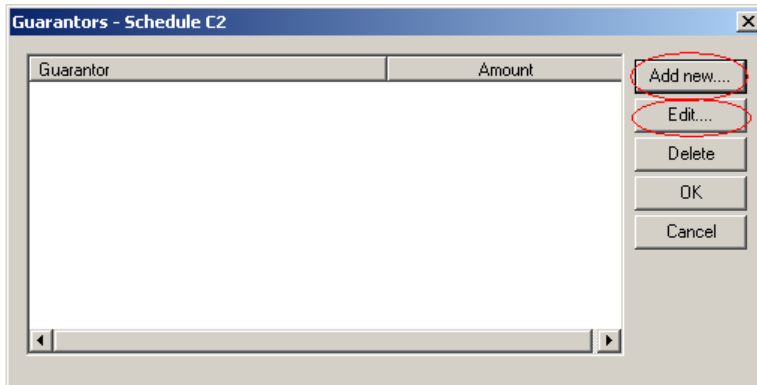 Guarantors - Schedule C2
Guarantor Amount
Add new....
Edit....
Delete
OK
Cancel